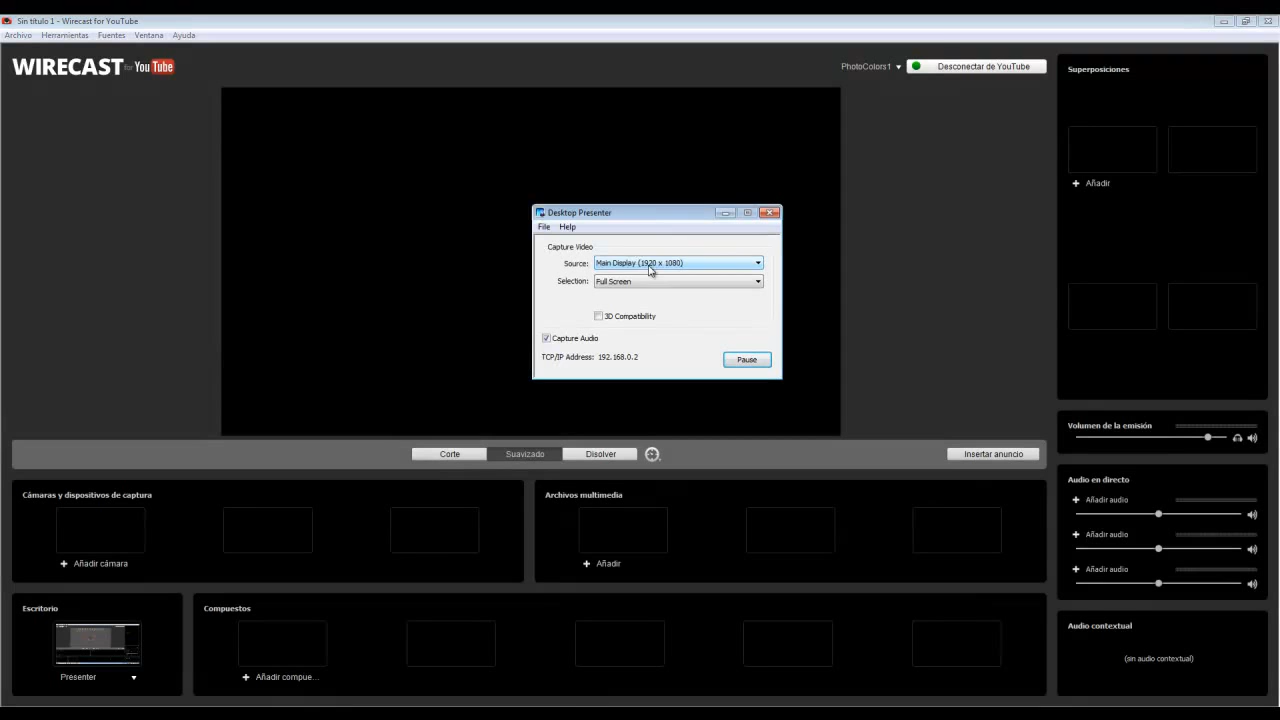 Sin título 1 - Wirecast for YouTube
Archivo Herramientas Fuentes Ventana Ayuda
WIRECAST for YouTube
PhotoColors1
Desconectar de YouTube
Superposiciones
+ Añadir
Desktop Presenter
File Help
Capture Video
Source: Main Display (1920 x 1080)
Selection: Full Screen
3D Compatibility
Capture Audio
TCP/IP Address: 192.168.0.2
Pause
Volumen de la emisión
Corte Suavizado Disolver
Insertar anuncio
Cámaras y dispositivos de captura
+ Añadir cámara
Archivos multimedia
+ Añadir
Audio en directo
+ Añadir audio
+ Añadir audio
+ Añadir audio
Escritorio
Presenter
Compuestos
+ Añadir compue...
Audio contextual
(sin audio contextual)